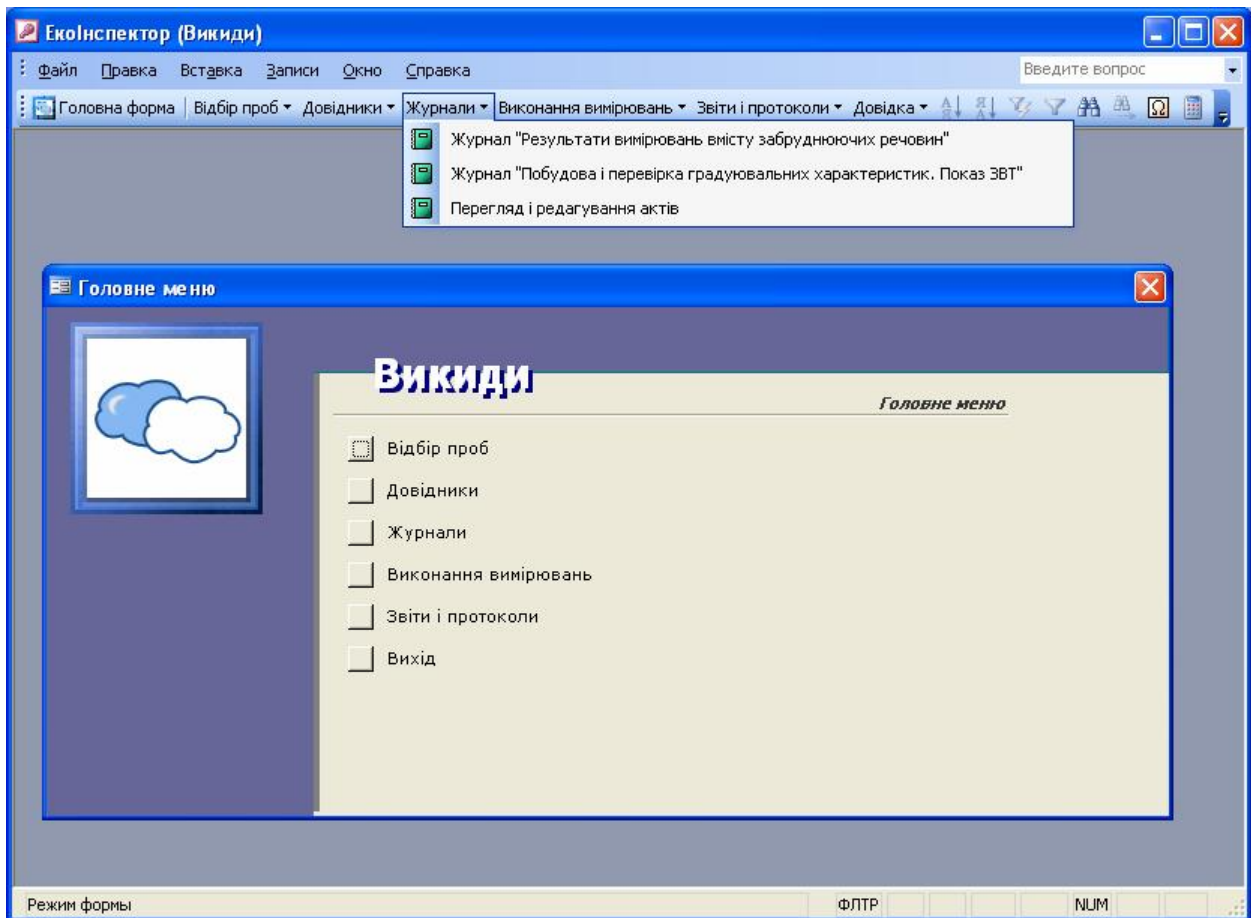 ЕкоІнспектор (Викиди)
Файл Правка Вставка Записи Окно Справка Введите вопрос
Головна форма Відбір проб Довідники Журнали Виконання вимірювань Звіти і протоколи Довідка
Журнал "Результати вимірювань вмісту забруднюючих речовин"
Журнал "Побудова і перевірка градуювальних характеристик. Показ ЗВТ"
Перегляд і редагування актів
Головне меню
Викиди
Головне меню
Відбір проб
Довідники
Журнали
Виконання вимірювань
Звіти і протоколи
Вихід
Режим формы ФЛТР NUM